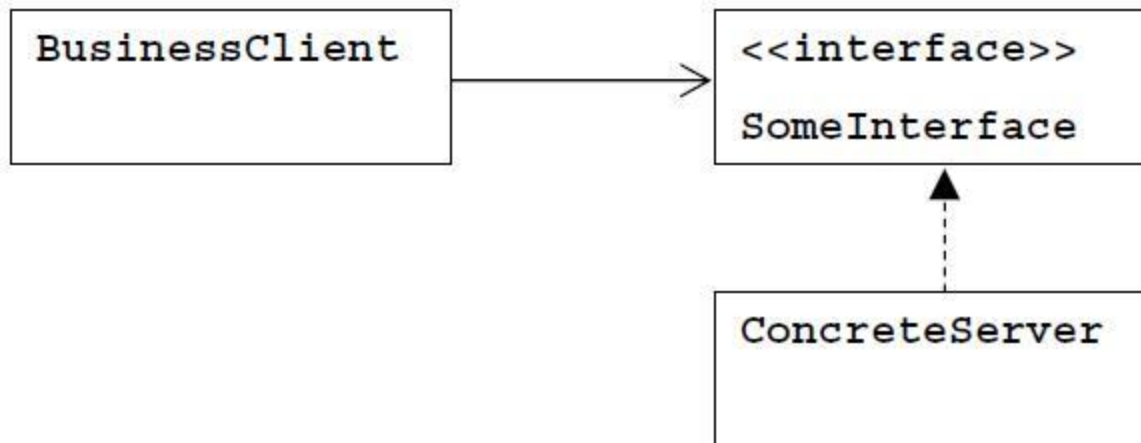 BusinessClient
<<interface>>
SomeInterface
ConcreteServer